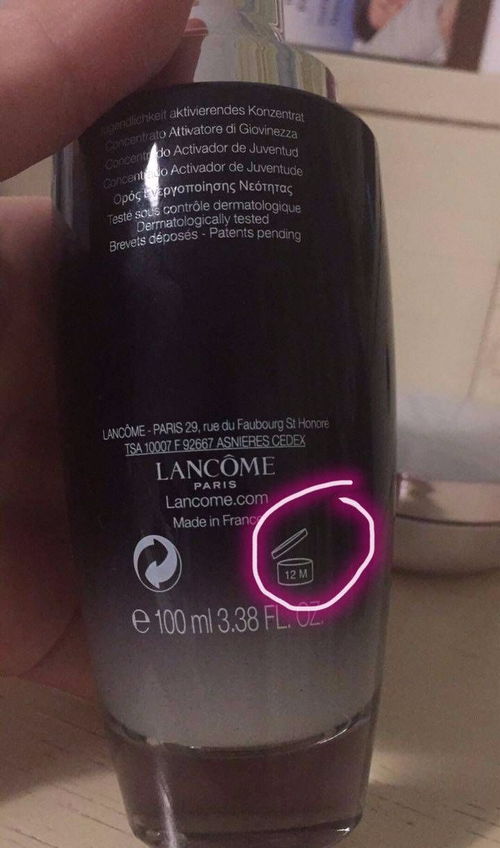 Jugendlichkeit aktivierendes Konzentrat
Concentrato Attivatore di Giovinezza
Concentrado Activador de Juventud
Concentrado Activador de Juventude
Ορός Ενεργοποίησης Νεότητας
Testé sous contrôle dermatologique
Dermatologically tested
Brevets déposés - Patents pending
LANCÔME - PARIS 29, rue du Faubourg St Honoré
TSA 10007 F 92667 ASNIERES CEDEX
LANCÔME
PARIS
Lancome.com
Made in France
12 M
e 100 ml 3.38 FL. OZ.